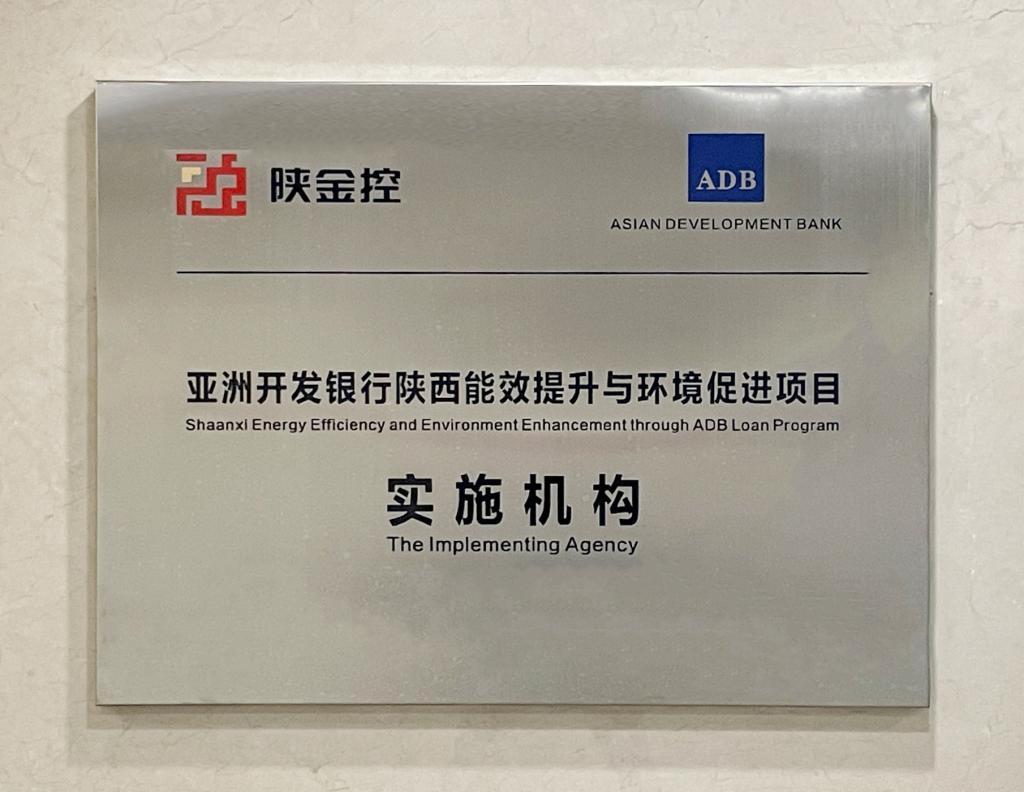 陕金控
ADB
ASIAN DEVELOPMENT BANK
亚洲开发银行陕西能效提升与环境促进项目
Shaanxi Energy Efficiency and Environment Enhancement through ADB Loan Program
实施机构
The Implementing Agency